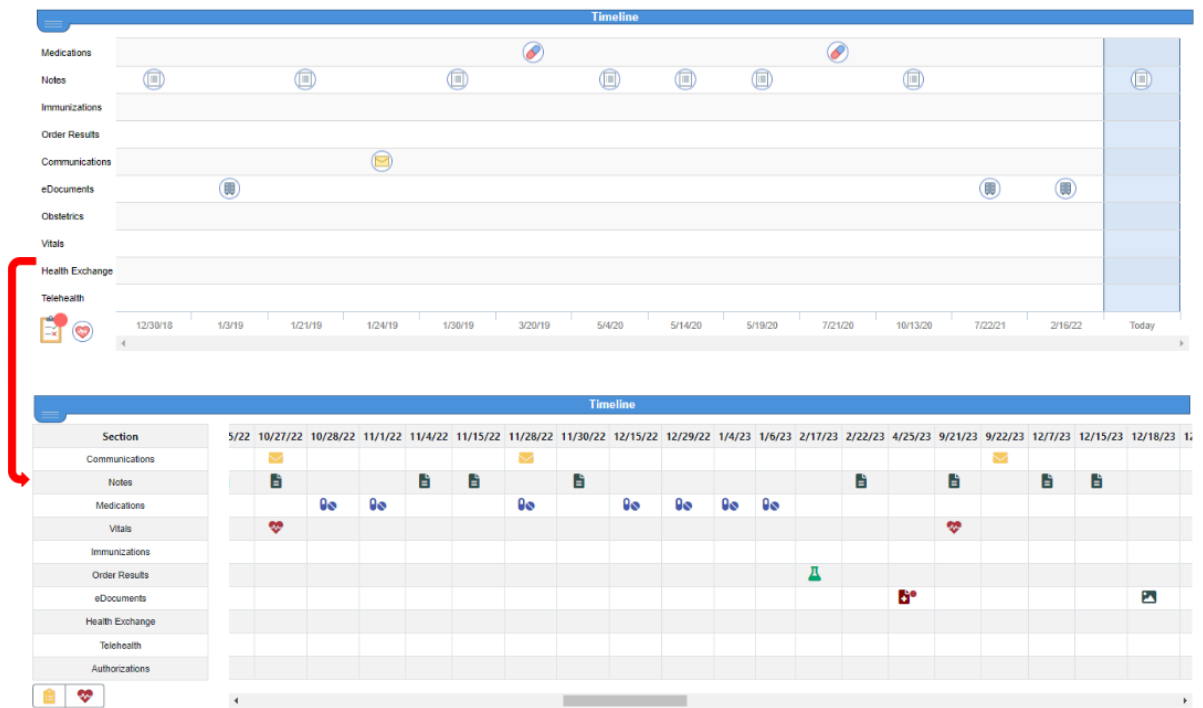 Timeline
Medications
Notes
Immunizations
Order Results
Communications
eDocuments
Obstetrics
Vitals
Health Exchange
Telehealth
12/30/18 1/3/19 1/21/19 1/24/19 1/30/19 3/20/19 5/4/20 5/14/20 5/19/20 7/21/20 10/13/20 7/22/21 2/16/22 Today
Timeline
Section 5/22 10/27/22 10/28/22 11/1/22 11/4/22 11/15/22 11/28/22 11/30/22 12/15/22 12/29/22 1/4/23 1/6/23 2/17/23 2/22/23 4/25/23 9/21/23 9/22/23 12/7/23 12/15/23 12/18/23 12
Communications
Notes
Medications
Vitals
Immunizations
Order Results
eDocuments
Health Exchange
Telehealth
Authorizations